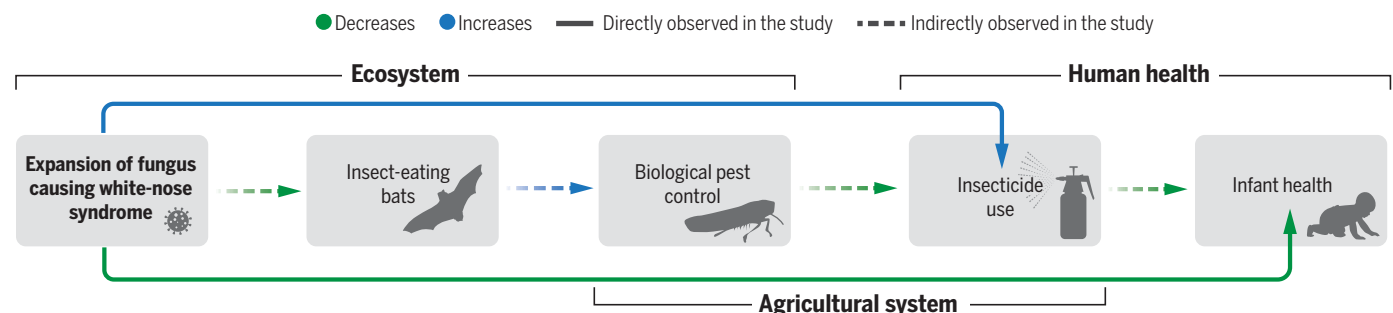 Decreases Increases Directly observed in the study Indirectly observed in the study
Ecosystem
Human health
Expansion of fungus
causing white-nose
syndrome
Insect-eating
bats
Biological pest
control
Insecticide
use
Infant health
Agricultural system